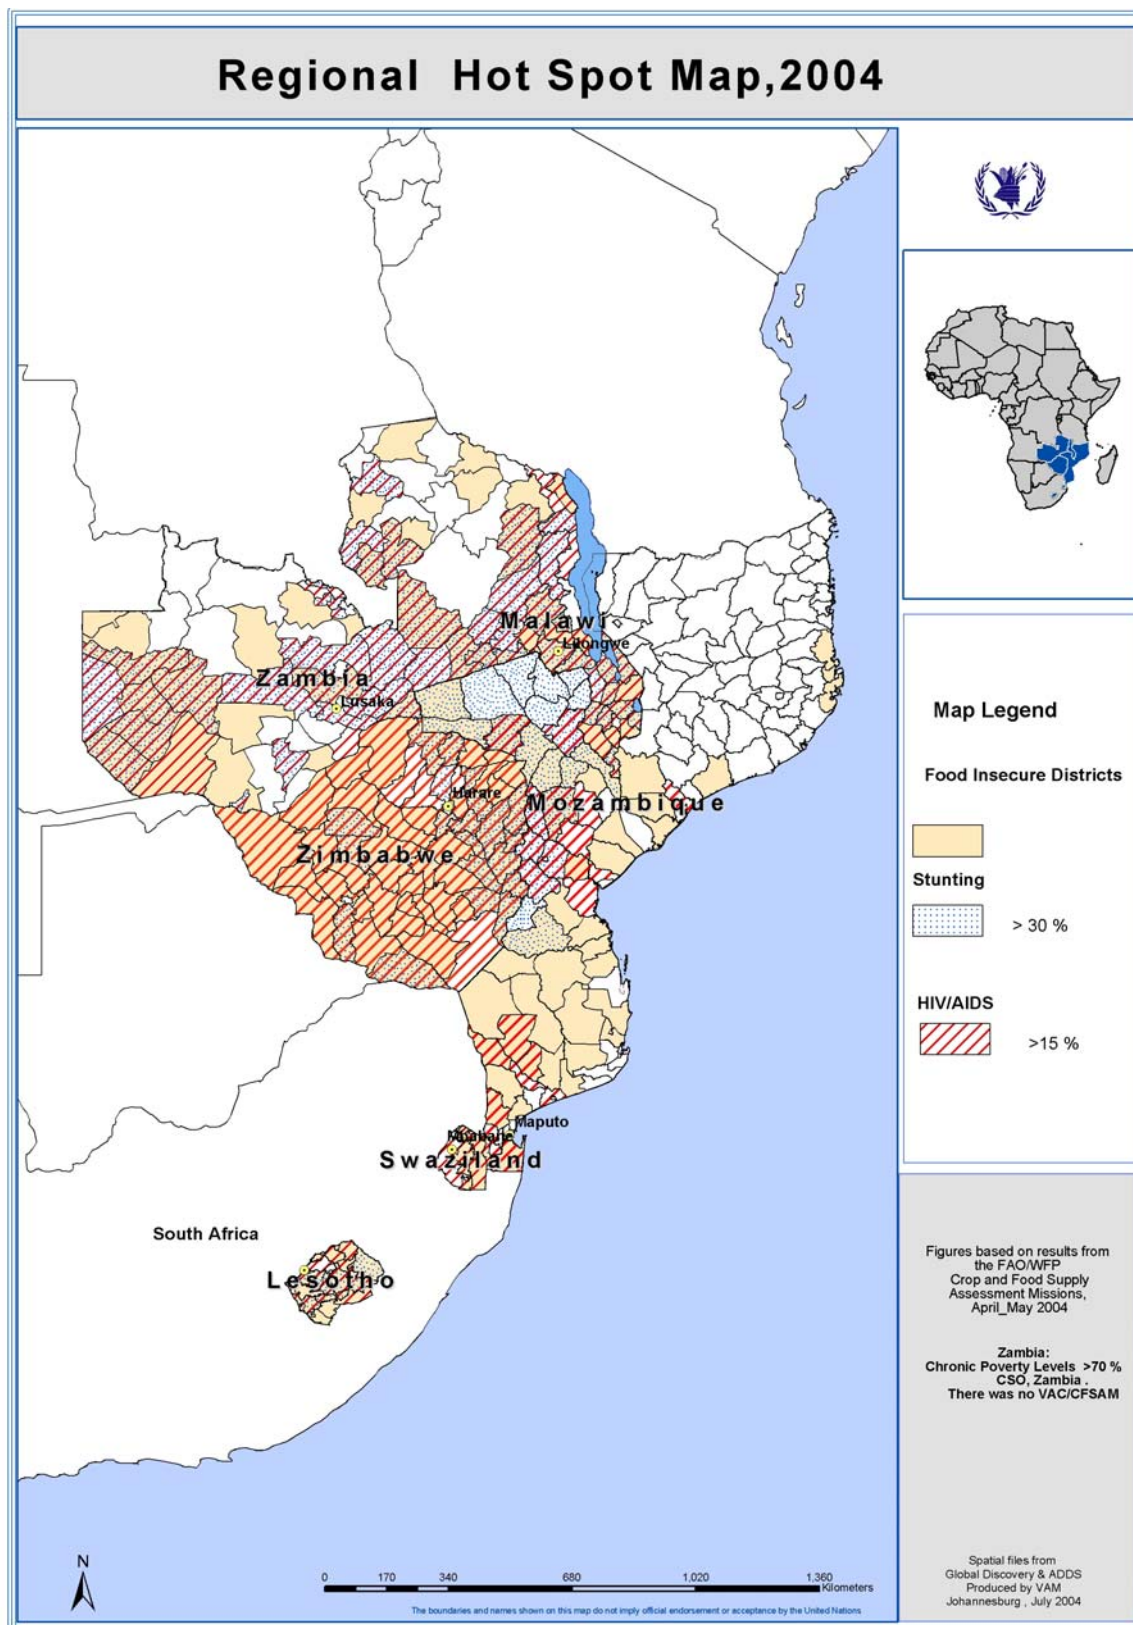 Regional Hot Spot Map,2004
Malawi
Lilongwe
Zambia
Lusaka
Harare
Mozambique
Zimbabwe
Maputo
Mbabane
Swaziland
South Africa
Lesotho
N
0 170 340 680 1,020 1,360
Kilometers
The boundaries and names shown on this map do not imply official endorsement or acceptance by the United Nations
Map Legend
Food Insecure Districts
Stunting
> 30 %
HIV/AIDS
>15 %
Figures based on results from
the FAO/WFP
Crop and Food Supply
Assessment Missions,
April_May 2004
Zambia:
Chronic Poverty Levels >70 %
CSO, Zambia .
There was no VAC/CFSAM
Spatial files from
Global Discovery & ADDS
Produced by VAM
Johannesburg , July 2004